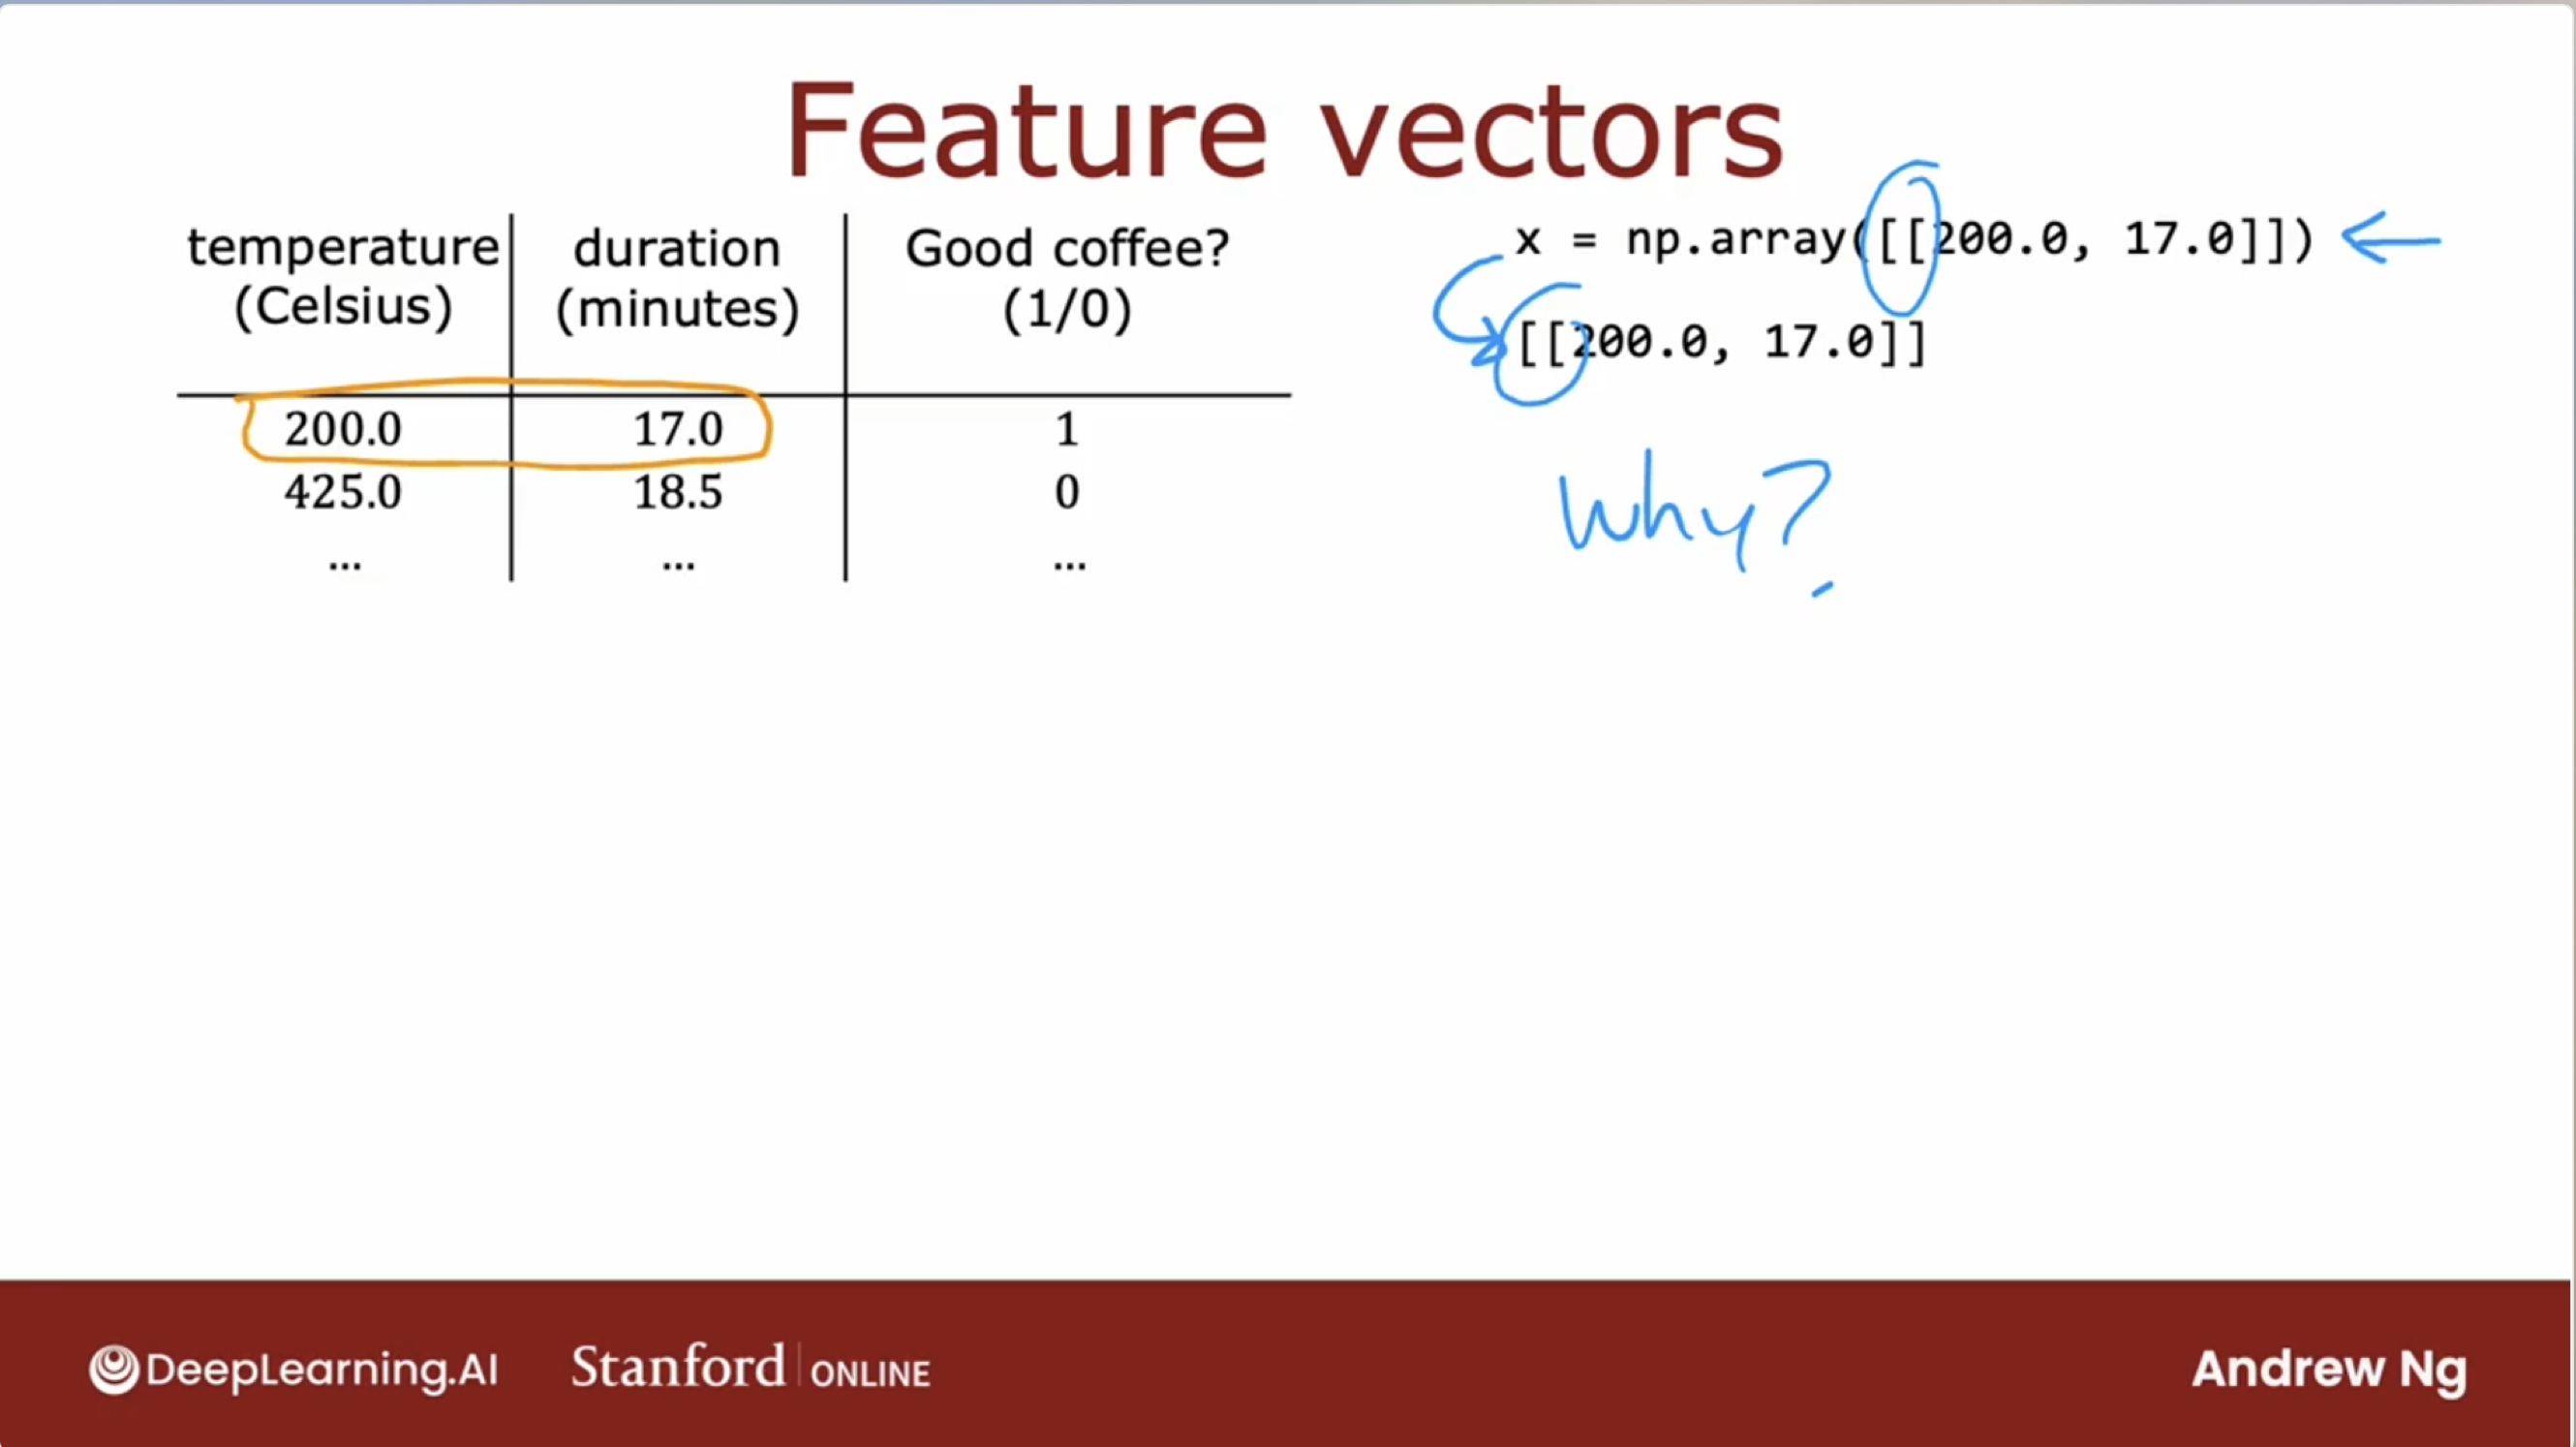 Feature vectors
temperature (Celsius) duration (minutes) Good coffee? (1/0)
200.0 17.0 1
425.0 18.5 0
... ... ...
x = np.array([[200.0, 17.0]])
[[200.0, 17.0]]
Why?
DeepLearning.AI Stanford ONLINE Andrew Ng